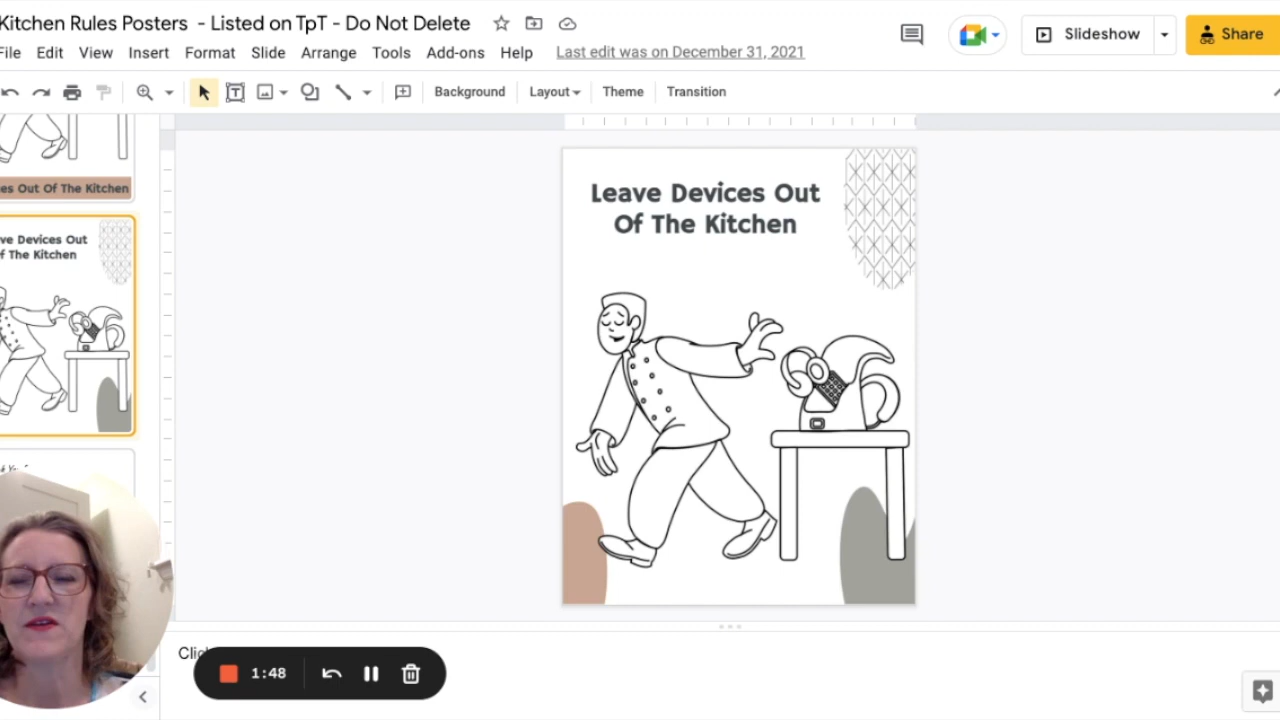 Kitchen Rules Posters - Listed on TpT - Do Not Delete
File Edit View Insert Format Slide Arrange Tools Add-ons Help Last edit was on December 31, 2021
Slideshow
Share
Background Layout Theme Transition
es Out Of The Kitchen
ve Devices Out
f The Kitchen
Leave Devices Out
Of The Kitchen
Clic
1:48